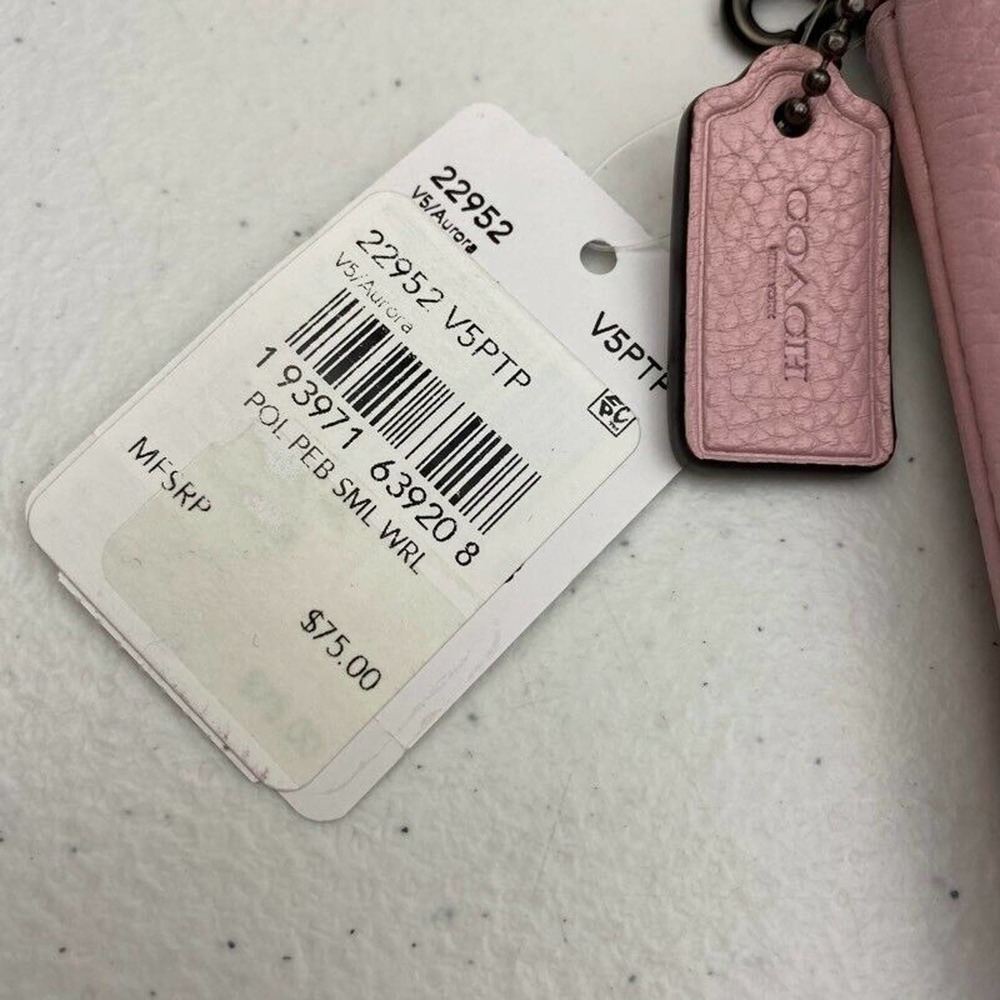 22952
V5/Aurora
V5PTP
22952 V5PTP
V5/Aurora
1 93971 63920 8
POL PEB SML WRL
MFSRP
$75.00
COACH